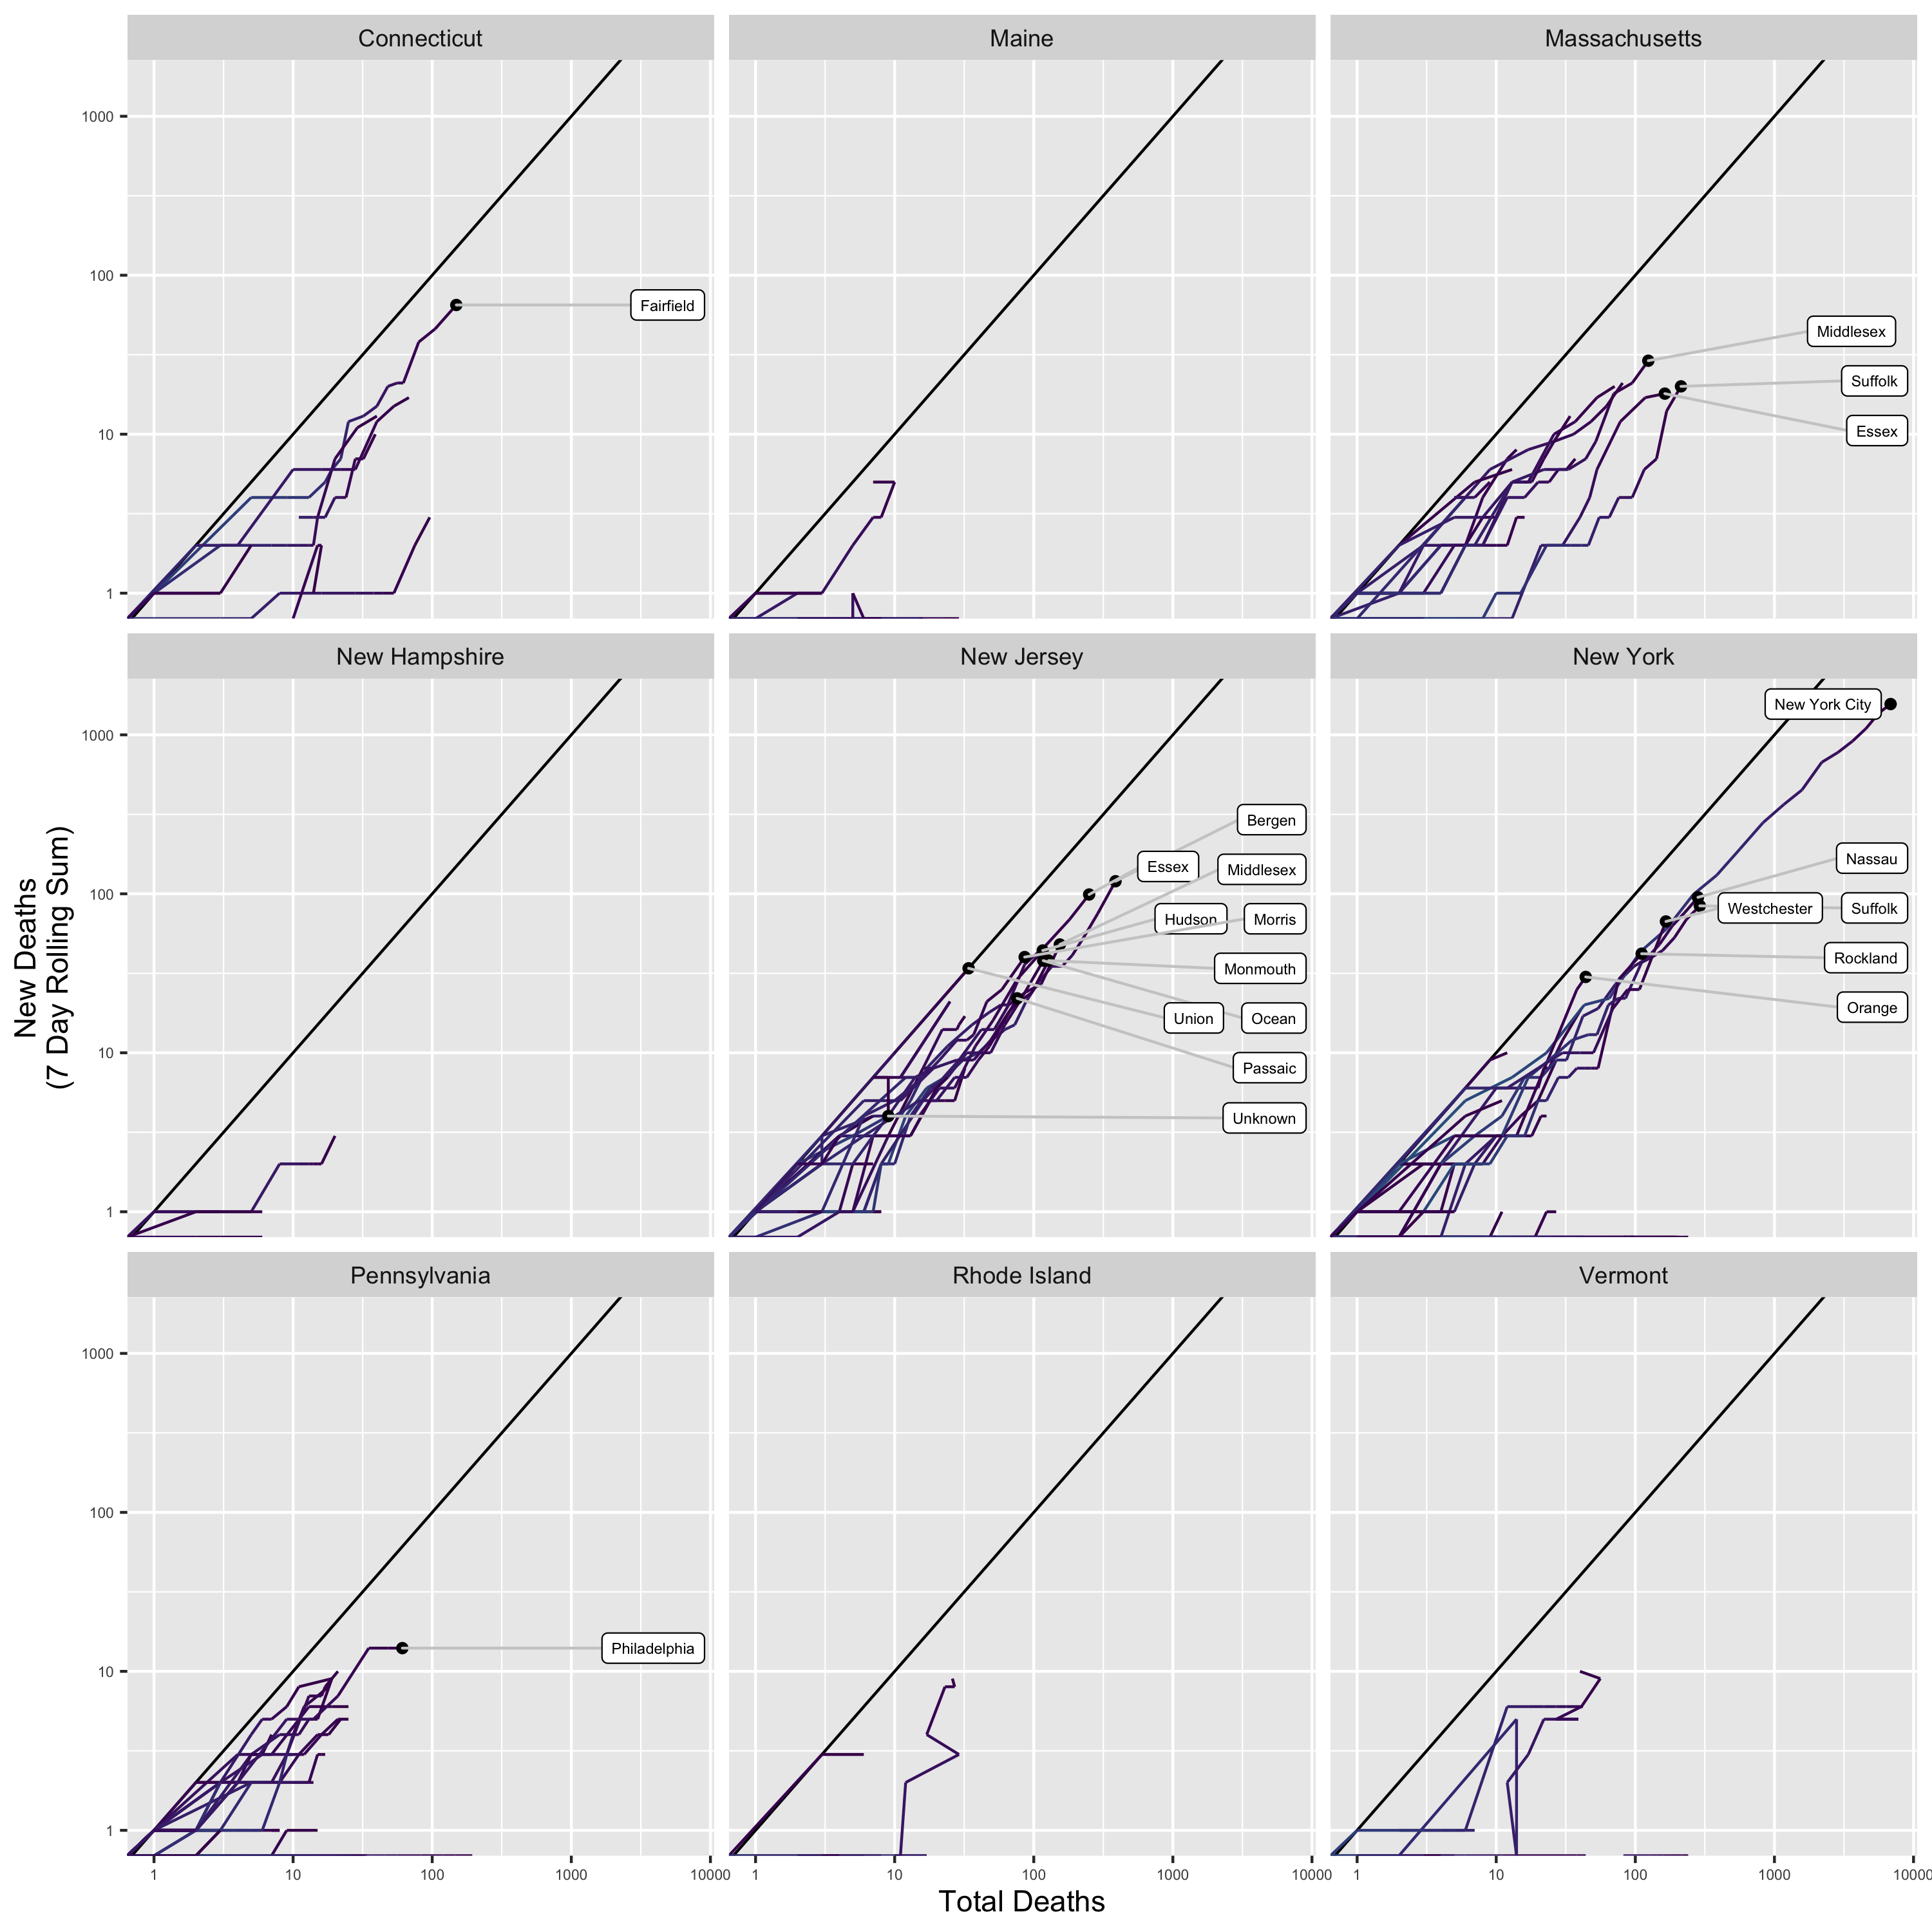 Connecticut
Maine
Massachusetts
1000
100
10
1
Fairfield
Middlesex
Suffolk
Essex
New Hampshire
New Jersey
New York
1000
100
10
1
Bergen
Essex
Middlesex
Hudson
Morris
Monmouth
Union
Ocean
Passaic
Unknown
New York City
Nassau
Westchester
Suffolk
Rockland
Orange
New Deaths
(7 Day Rolling Sum)
Pennsylvania
Rhode Island
Vermont
1000
100
10
1
Philadelphia
1 10 100 1000 10000
1 10 100 1000 10000
1 10 100 1000 10000
Total Deaths